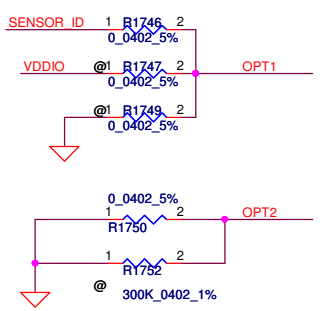 SENSOR_ID 1 R1746 2
0_0402_5%
VDDIO @1 R1747 2 OPT1
0_0402_5%
@1 R1749 2
0_0402_5%
0_0402_5%
1 2 OPT2
R1750
1 2
R1752
@ 300K_0402_1%